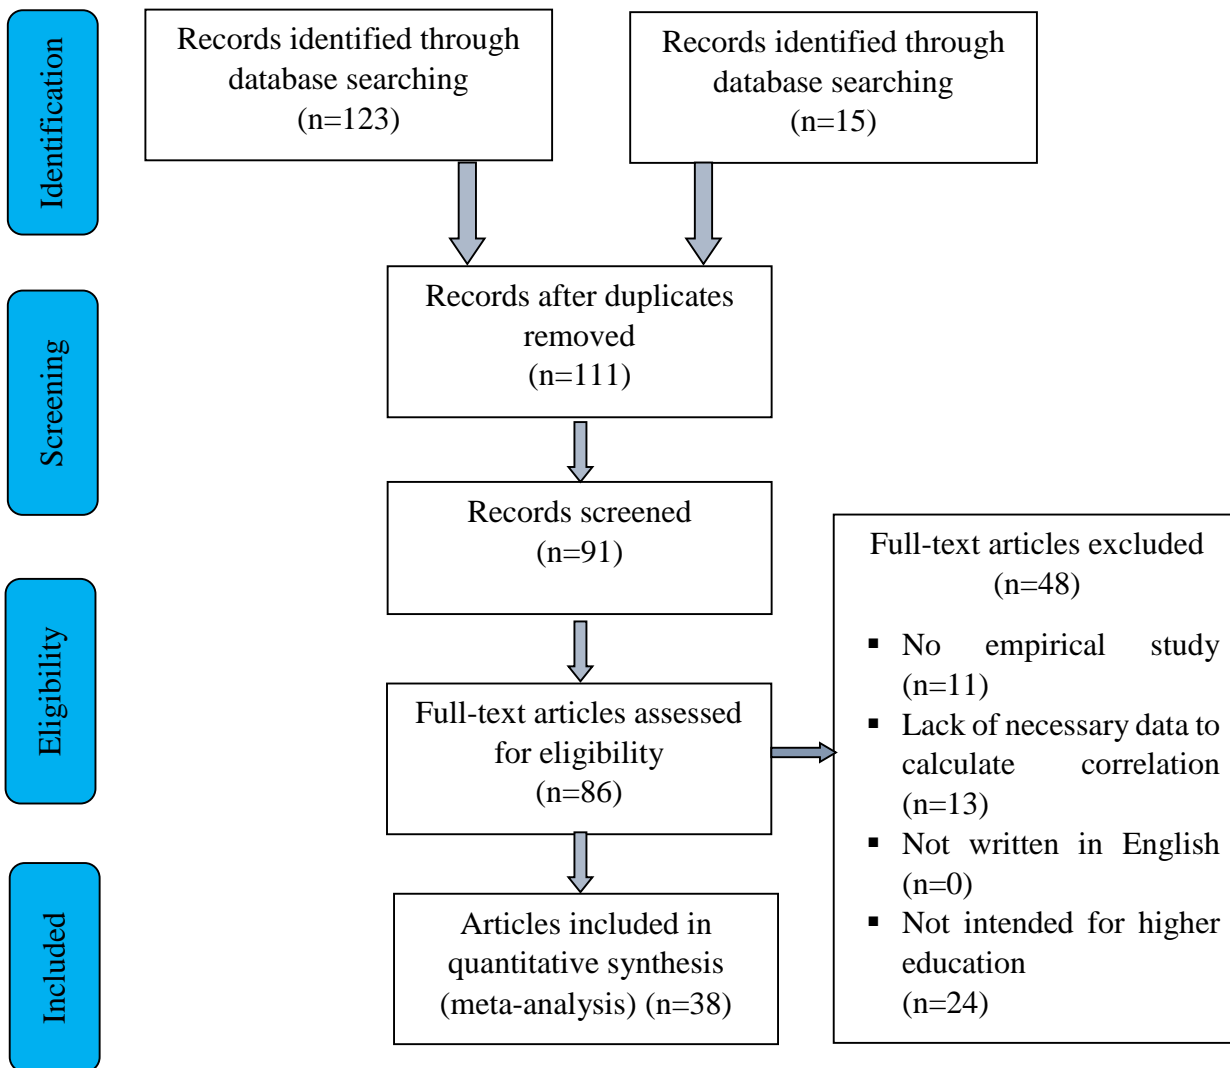 Identification
Records identified through
database searching
(n=123)
Records identified through
database searching
(n=15)
Screening
Records after duplicates
removed
(n=111)
Records screened
(n=91)
Eligibility
Full-text articles assessed
for eligibility
(n=86)
Full-text articles excluded
(n=48)
▪ No empirical study
(n=11)
▪ Lack of necessary data to
calculate correlation
(n=13)
▪ Not written in English
(n=0)
▪ Not intended for higher
education
(n=24)
Included
Articles included in
quantitative synthesis
(meta-analysis) (n=38)